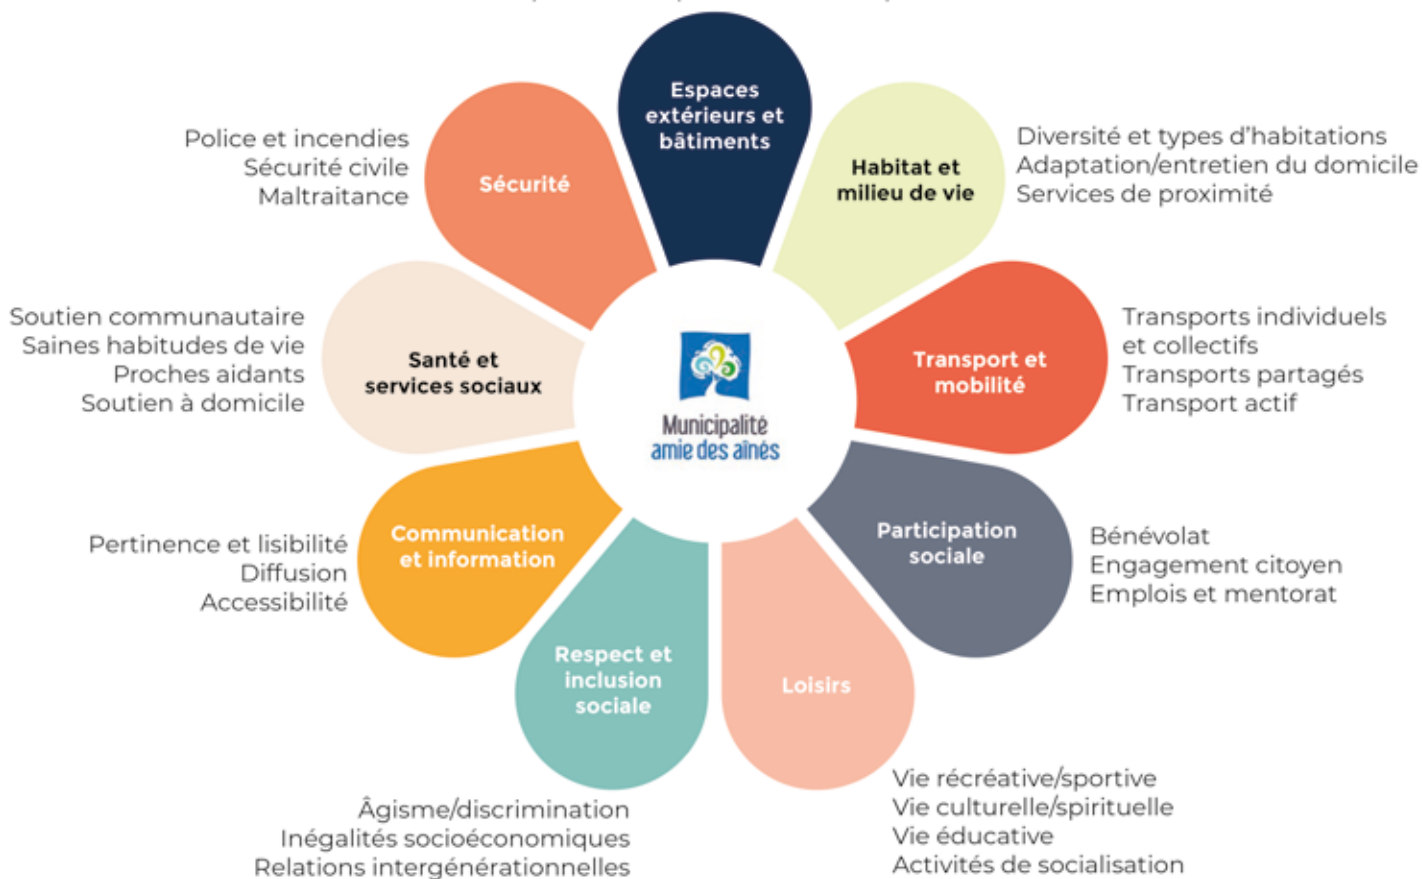 Espaces
extérieurs et
bâtiments
Habitat et
milieu de vie
Diversité et types d’habitations
Adaptation/entretien du domicile
Services de proximité
Transport et
mobilité
Transports individuels
et collectifs
Transports partagés
Transport actif
Participation
sociale
Bénévolat
Engagement citoyen
Emplois et mentorat
Loisirs
Vie récréative/sportive
Vie culturelle/spirituelle
Vie éducative
Activités de socialisation
Respect et
inclusion
sociale
Âgisme/discrimination
Inégalités socioéconomiques
Relations intergénérationnelles
Communication
et information
Pertinence et lisibilité
Diffusion
Accessibilité
Santé et
services sociaux
Soutien communautaire
Saines habitudes de vie
Proches aidants
Soutien à domicile
Sécurité
Police et incendies
Sécurité civile
Maltraitance
Municipalité
amie des aînés